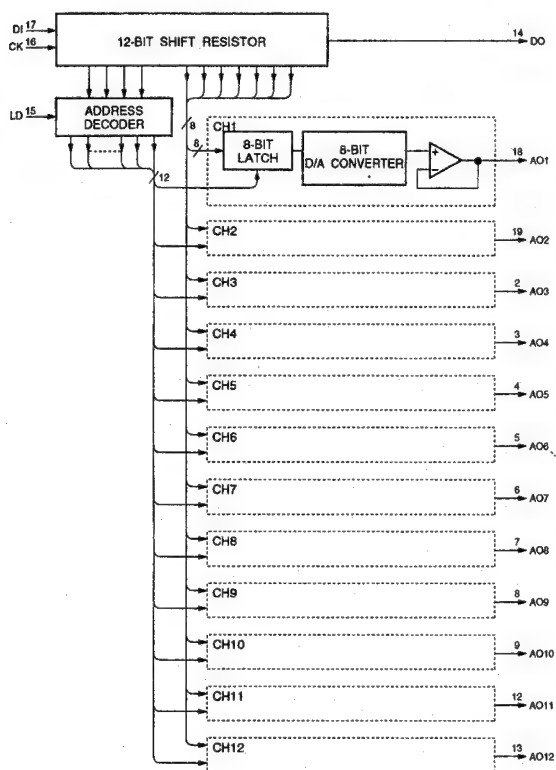 DI 17
CK 16
12-BIT SHIFT RESISTOR
14 DO
LD 15
ADDRESS
DECODER
8
12
CH1
8
8-BIT
LATCH
8-BIT
D/A CONVERTER
+
−
18 AO1
CH2
19 AO2
CH3
2 AO3
CH4
3 AO4
CH5
4 AO5
CH6
5 AO6
CH7
6 AO7
CH8
7 AO8
CH9
8 AO9
CH10
9 AO10
CH11
12 AO11
CH12
13 AO12